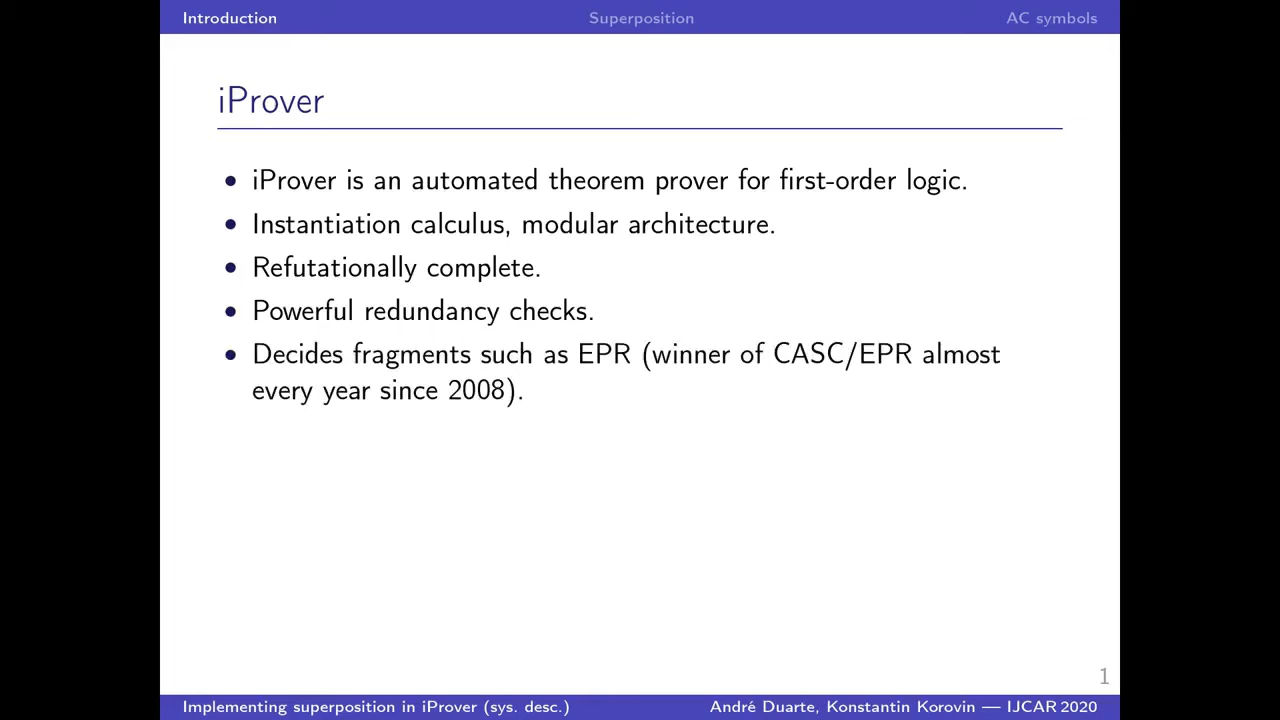 Introduction Superposition AC symbols
iProver
• iProver is an automated theorem prover for first-order logic.
• Instantiation calculus, modular architecture.
• Refutationally complete.
• Powerful redundancy checks.
• Decides fragments such as EPR (winner of CASC/EPR almost
every year since 2008).
1
Implementing superposition in iProver (sys. desc.) André Duarte, Konstantin Korovin — IJCAR 2020